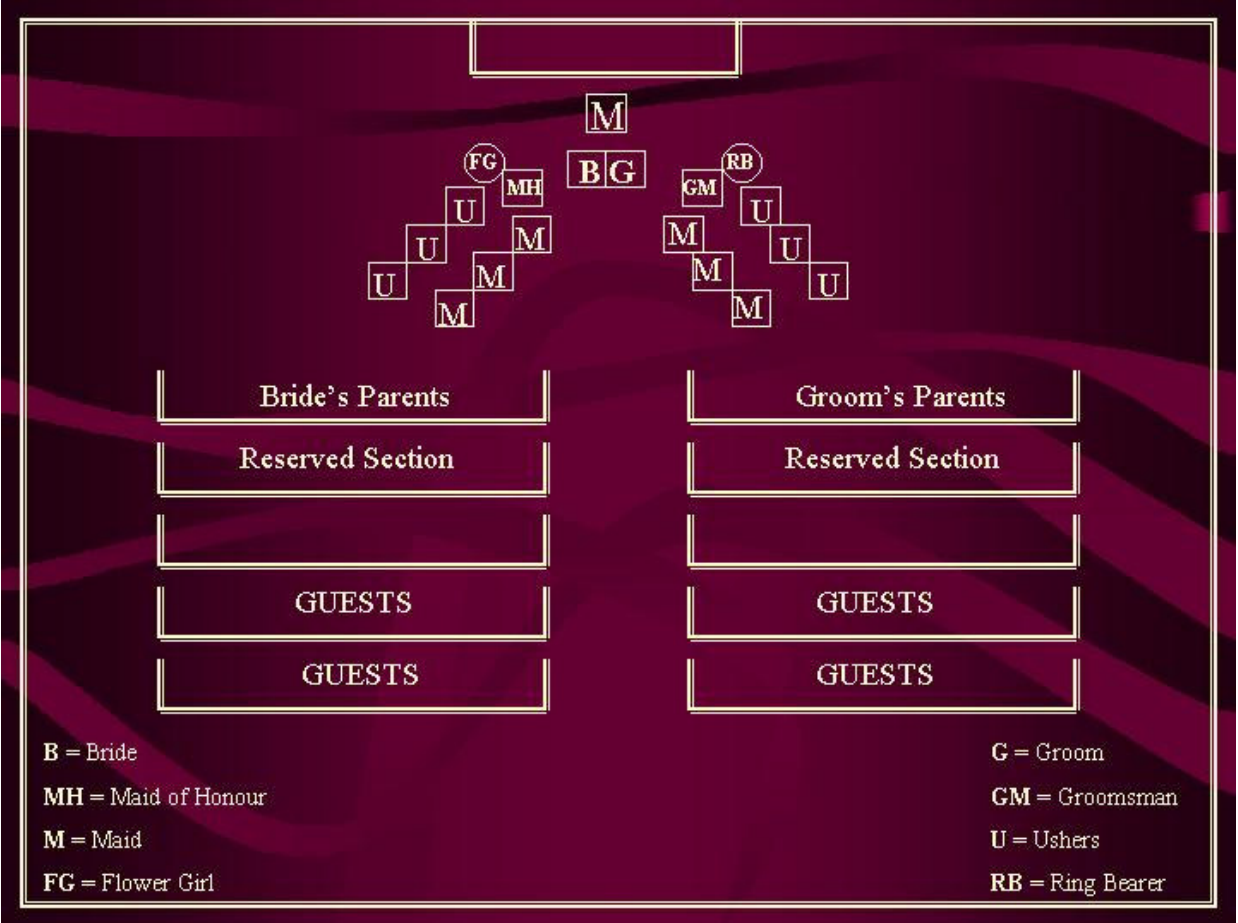 M
FG B G RB
MH GM
U U
M M
U U
M M
U U
M M
Bride's Parents Groom's Parents
Reserved Section Reserved Section
GUESTS GUESTS
GUESTS GUESTS
B = Bride G = Groom
MH = Maid of Honour GM = Groomsman
M = Maid U = Ushers
FG = Flower Girl RB = Ring Bearer